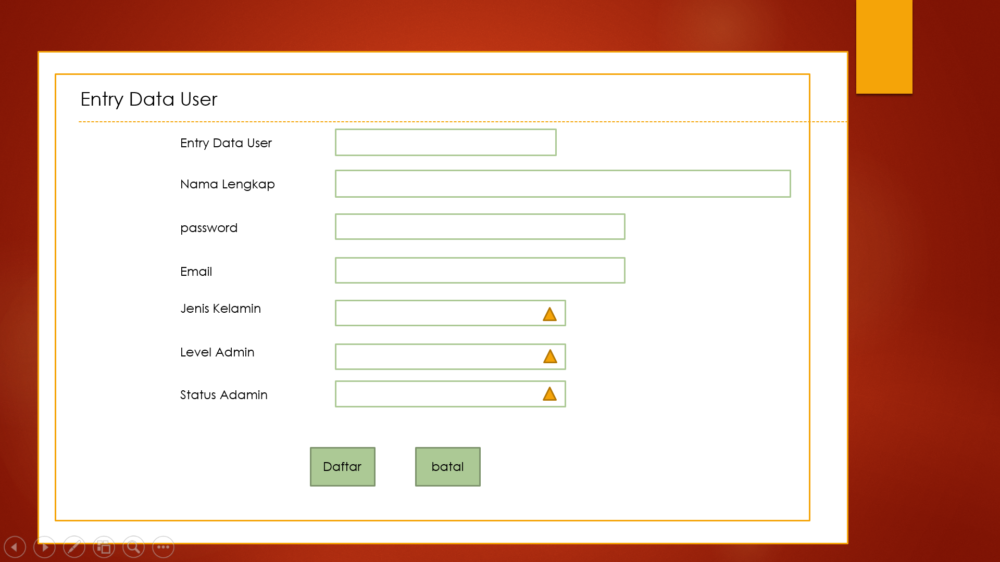 Entry Data User
Entry Data User
Nama Lengkap
password
Email
Jenis Kelamin
Level Admin
Status Adamin
Daftar
batal